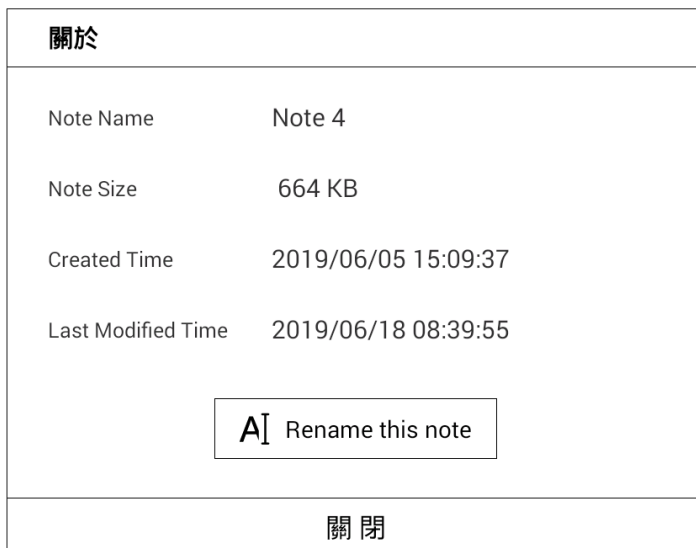 關於
Note Name Note 4
Note Size 664 KB
Created Time 2019/06/05 15:09:37
Last Modified Time 2019/06/18 08:39:55
A Rename this note
關閉